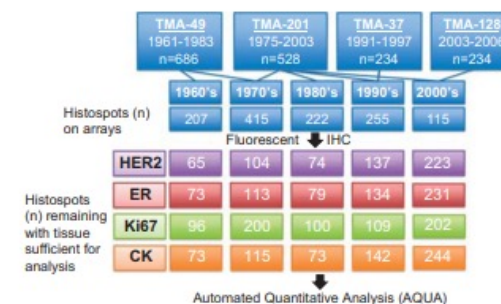 TMA-49 TMA-201 TMA-37 TMA-128
1961-1983 1975-2003 1991-1997 2003-2006
n=686 n=528 n=234 n=234
1960's 1970's 1980's 1990's 2000's
Histospots (n)
on arrays
207 415 222 255 115
Fluorescent IHC
HER2 65 104 74 137 223
ER 73 113 79 134 231
Histospots
(n) remaining
with tissue
sufficient for
analysis
Ki67 96 200 100 109 202
CK 73 115 73 142 244
Automated Quantitative Analysis (AQUA)